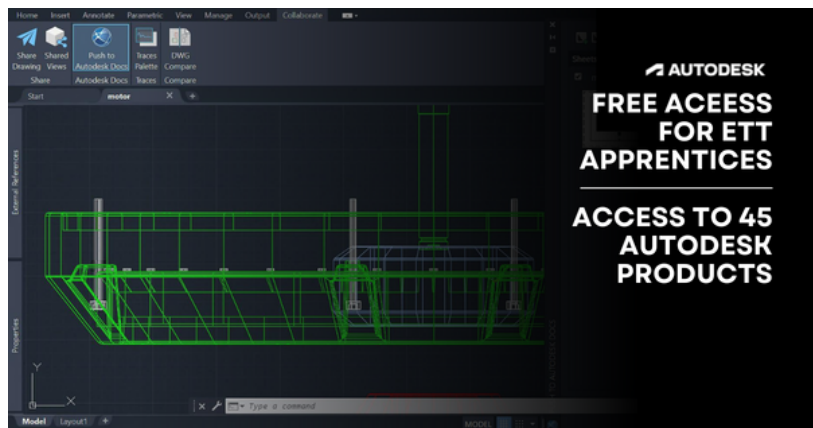 Home Insert Annotate Parametric View Manage Output Collaborate
Share Drawing
Shared Views
Push to Autodesk Docs
Traces Palette
DWG Compare
Share Autodesk Docs Traces Compare
Start motor × +
External References
Properties
Y
X
Type a command
Model Layout1 +
MODEL
AUTODESK
FREE ACEESS
FOR ETT
APPRENTICES
ACCESS TO 45
AUTODESK
PRODUCTS